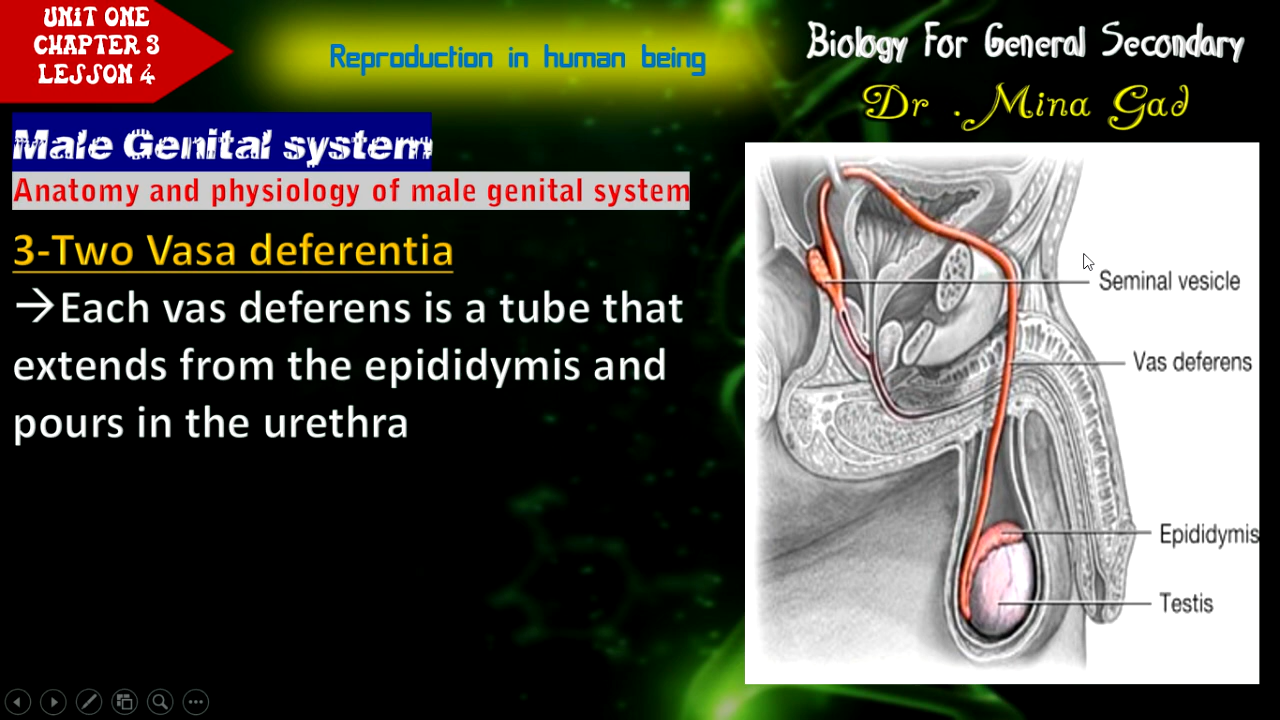 UNIT ONE
CHAPTER 3
LESSON 4
Reproduction in human being
Biology For General Secondary
Dr . Mina Gad
Male Genital system
Anatomy and physiology of male genital system
3-Two Vasa deferentia
→Each vas deferens is a tube that
extends from the epididymis and
pours in the urethra
Seminal vesicle
Vas deferens
Epididymis
Testis